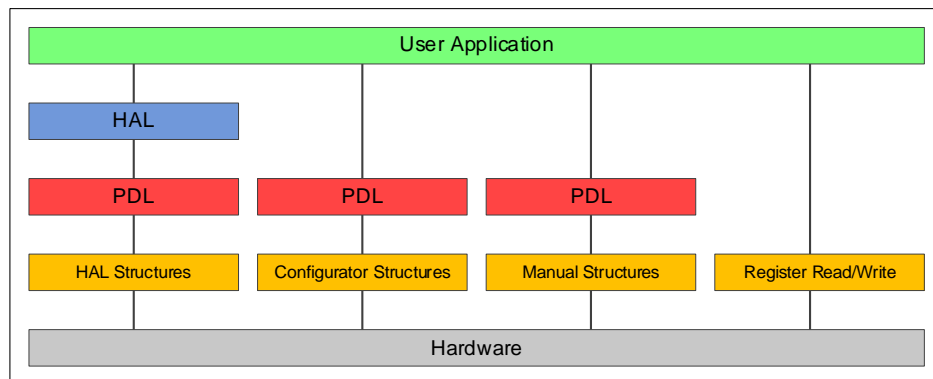 User Application
HAL
PDL
PDL
PDL
HAL Structures
Configurator Structures
Manual Structures
Register Read/Write
Hardware